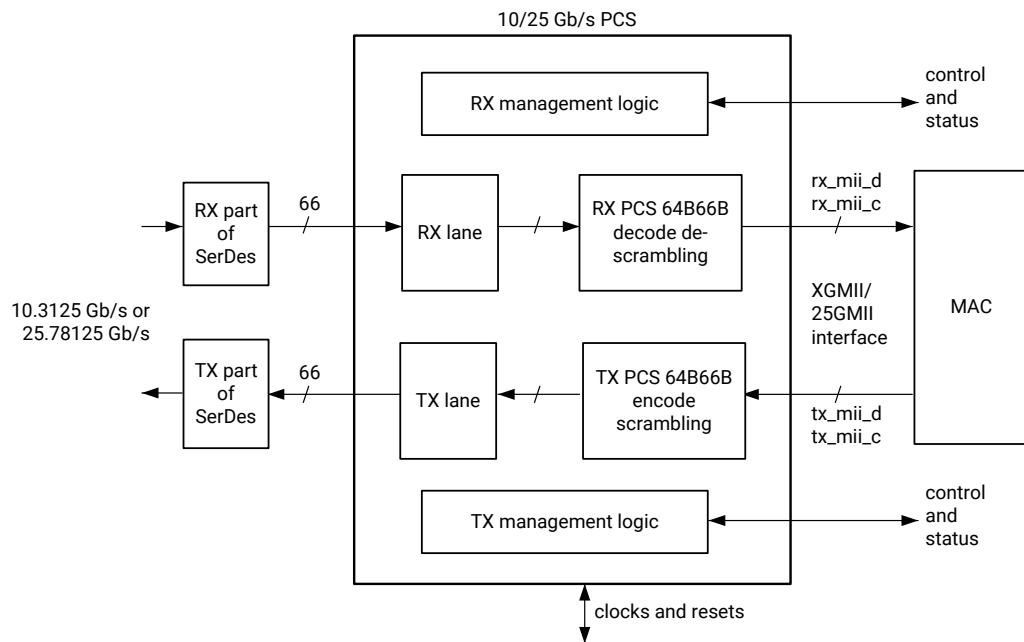 10/25 Gb/s PCS
RX management logic
control
and
status
RX part
of
SerDes
66
RX lane
RX PCS 64B66B
decode de-
scrambling
rx_mii_d
rx_mii_c
MAC
10.3125 Gb/s or
25.78125 Gb/s
XGMII/
25GMII
interface
TX part
of
SerDes
66
TX lane
TX PCS 64B66B
encode
scrambling
tx_mii_d
tx_mii_c
TX management logic
control
and
status
clocks and resets